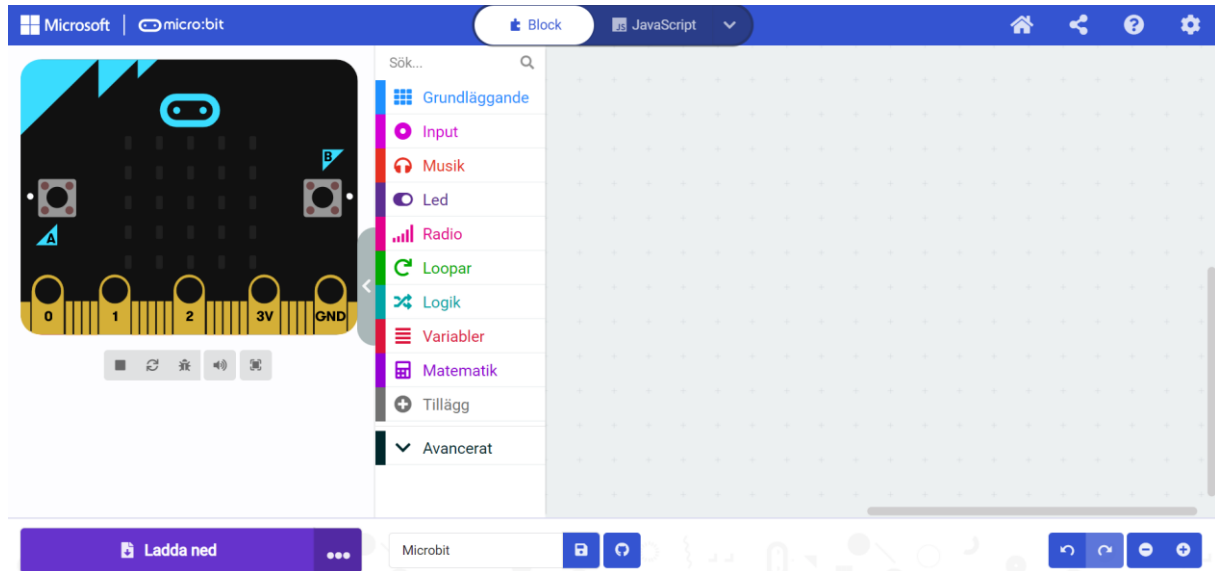 Microsoft micro:bit Block JS JavaScript
Sök...
Grundläggande
Input
Musik
Led
Radio
Loopar
Logik
Variabler
Matematik
Tillägg
Avancerat
B
A
0 1 2 3V GND
Ladda ned
Microbit